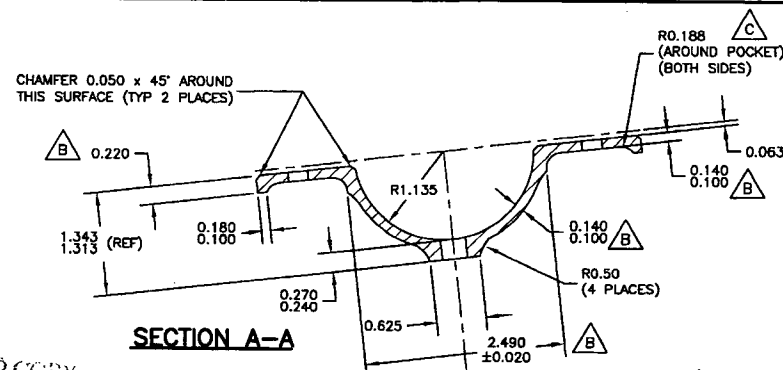 C
R0.188
(AROUND POCKET)
(BOTH SIDES)
CHAMFER 0.050 x 45° AROUND
THIS SURFACE (TYP 2 PLACES)
B 0.220
0.063
0.140
0.100
B
R1.135
0.180
0.100
0.140
0.100 B
1.343
1.313 (REF)
R0.50
(4 PLACES)
0.270
0.240
0.625
2.490
±0.020
B
SECTION A-A